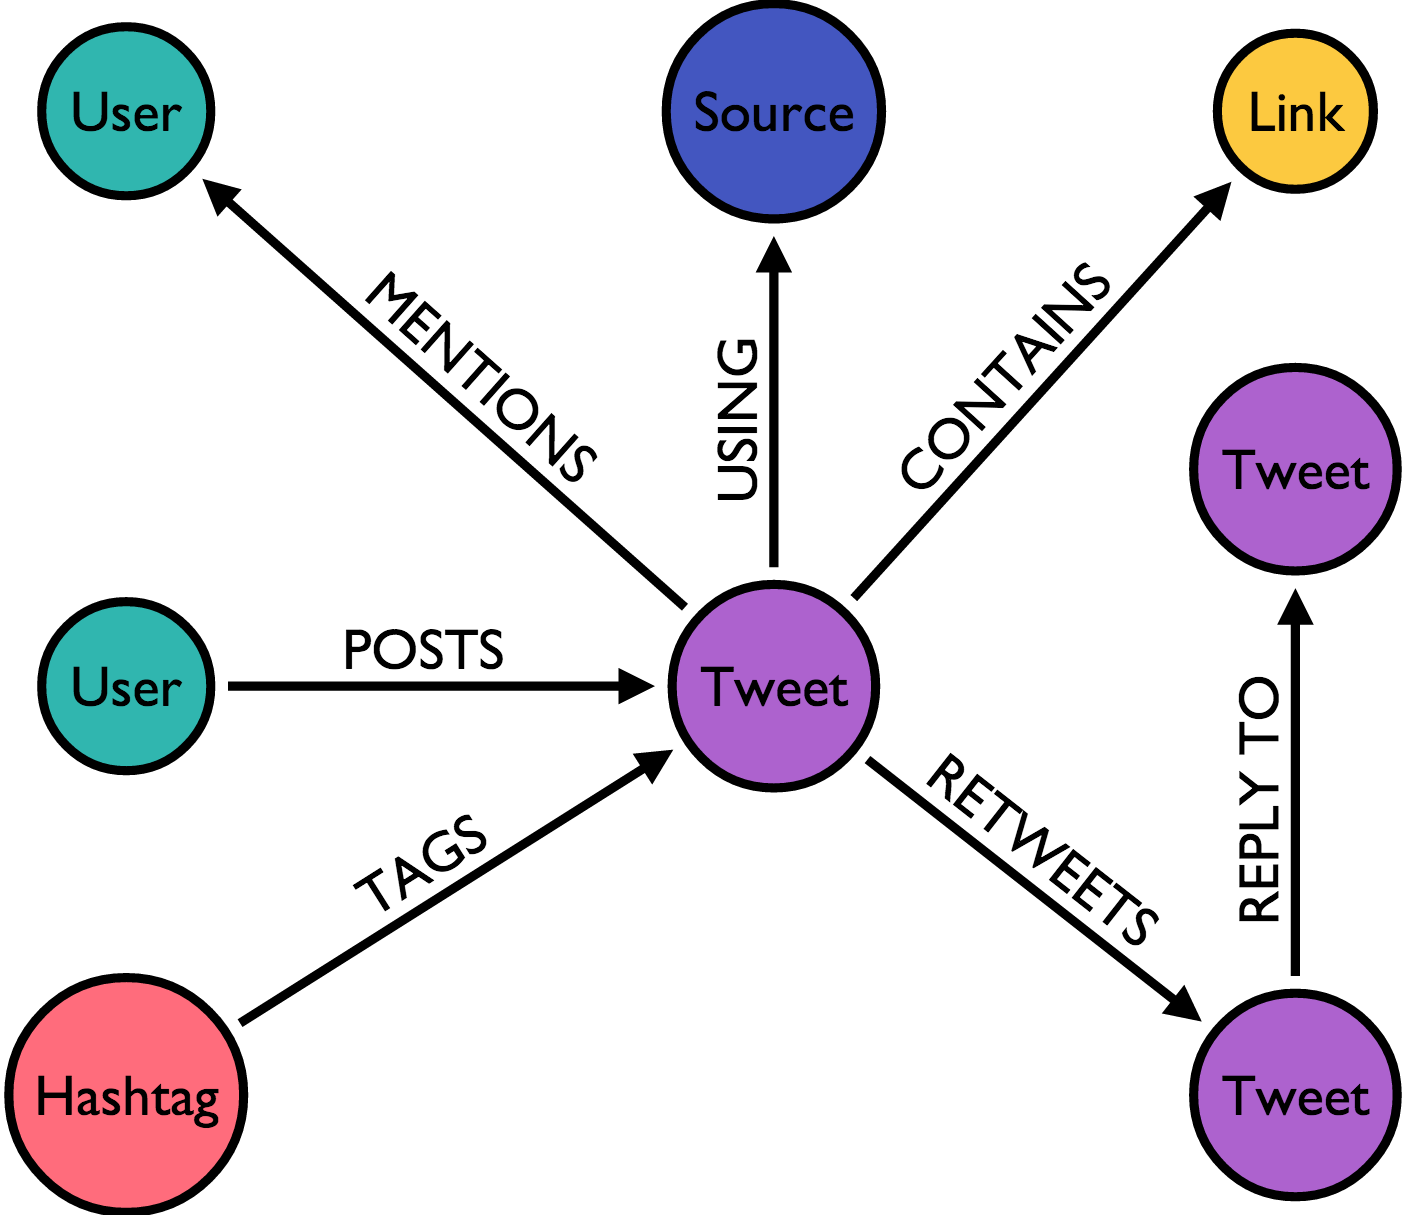 User
Source
Link
MENTIONS
USING
CONTAINS
Tweet
User
POSTS
Tweet
TAGS
RETWEETS
REPLY TO
Hashtag
Tweet